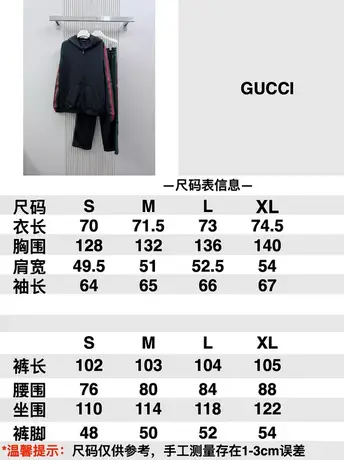 GUCCI
—尺码表信息—
尺码 S M L XL
衣长 70 71.5 73 74.5
胸围 128 132 136 140
肩宽 49.5 51 52.5 54
袖长 64 65 66 67
S M L XL
裤长 102 103 104 105
腰围 76 80 84 88
坐围 110 114 118 122
裤脚 48 50 52 54
*温馨提示：尺码仅供参考，手工测量存在1-3cm误差